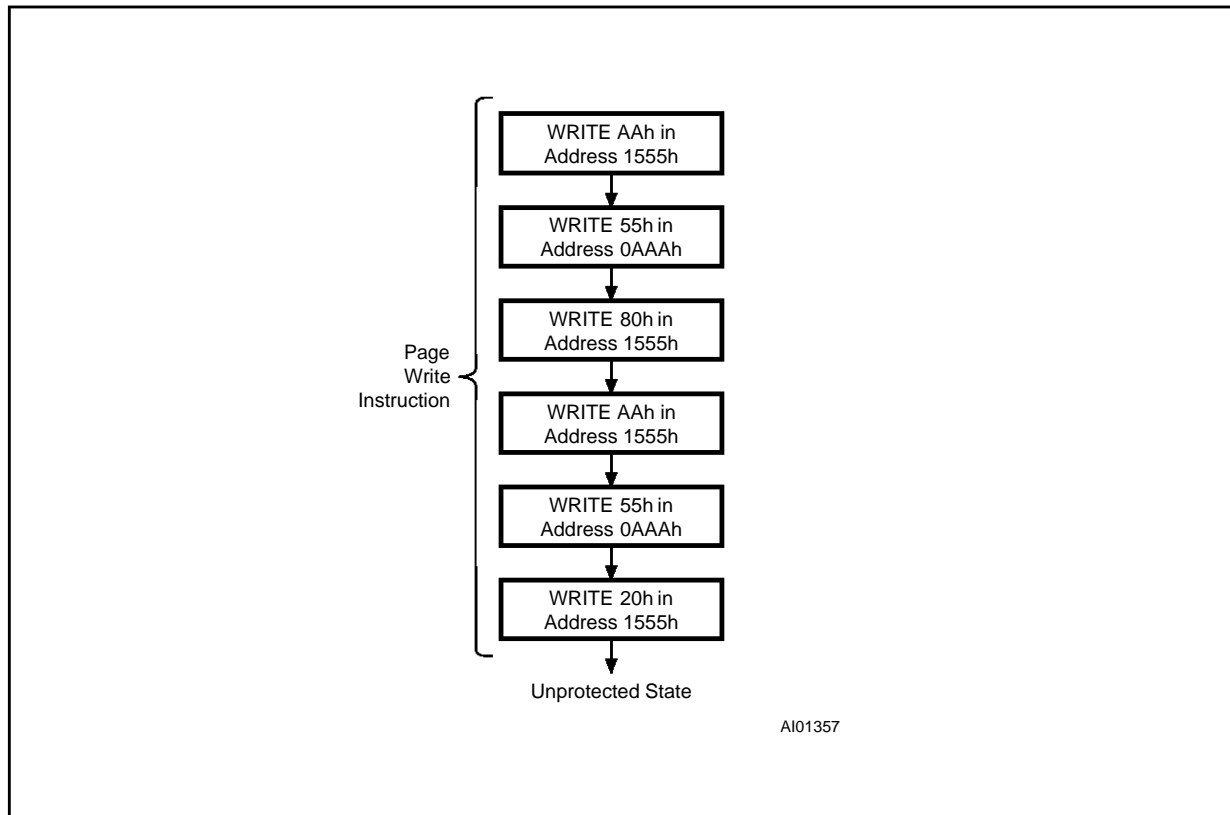 WRITE AAh in
Address 1555h
WRITE 55h in
Address 0AAAh
WRITE 80h in
Address 1555h
Page
Write
Instruction
WRITE AAh in
Address 1555h
WRITE 55h in
Address 0AAAh
WRITE 20h in
Address 1555h
Unprotected State
AI01357